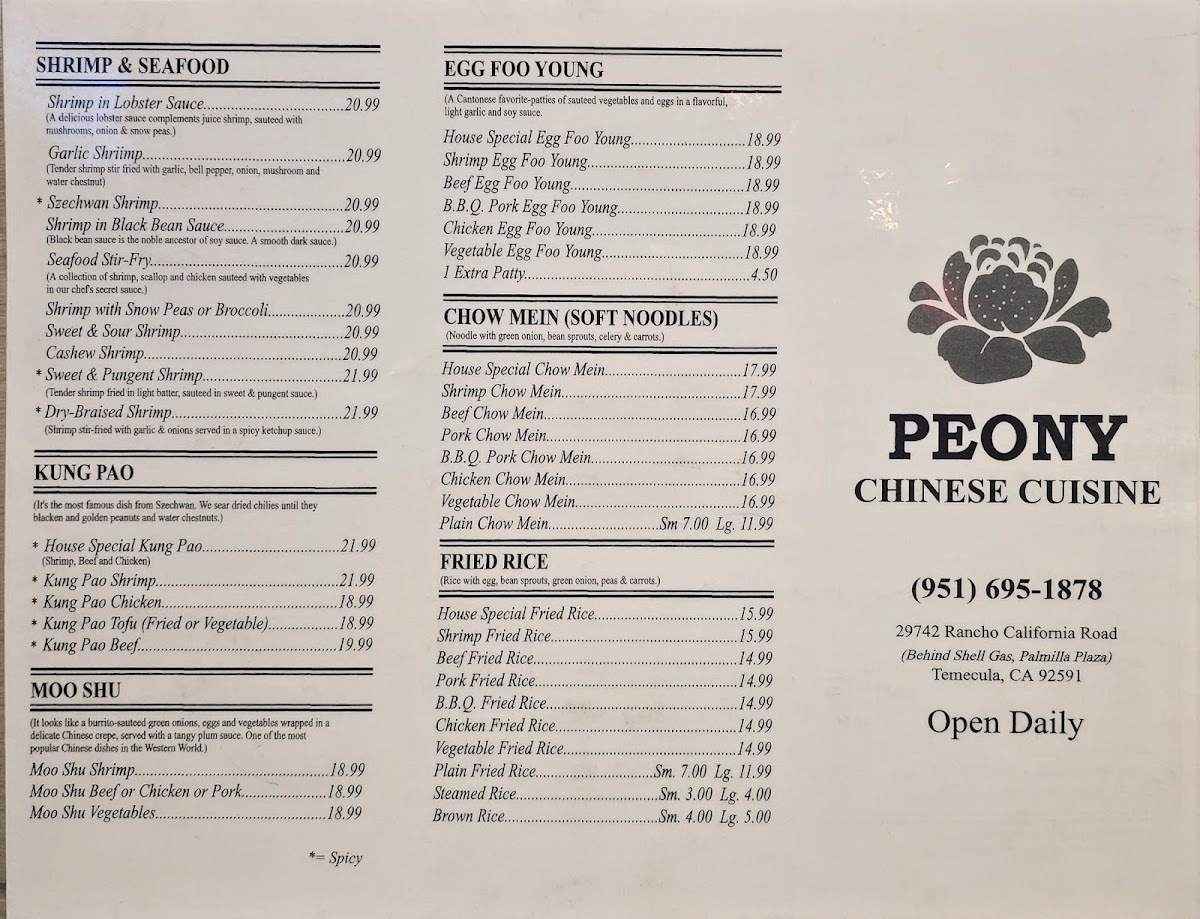 SHRIMP & SEAFOOD
Shrimp in Lobster Sauce....................................20.99
(A delicious lobster sauce complements juice shrimp, sauteed with
mushrooms, onion & snow peas.)
Garlic Shriimp....................................20.99
(Tender shrimp stir fried with garlic, bell pepper, onion, mushroom and
water chestnut)
* Szechwan Shrimp....................................20.99
Shrimp in Black Bean Sauce....................................20.99
(Black bean sauce is the noble ancestor of soy sauce. A smooth dark sauce.)
Seafood Stir-Fry....................................20.99
(A collection of shrimp, scallop and chicken sauteed with vegetables
in our chef's secret sauce.)
Shrimp with Snow Peas or Broccoli....................................20.99
Sweet & Sour Shrimp....................................20.99
Cashew Shrimp....................................20.99
* Sweet & Pungent Shrimp....................................21.99
(Tender shrimp fried in light batter, sauteed in sweet & pungent sauce.)
* Dry-Braised Shrimp....................................21.99
(Shrimp stir-fried with garlic & onions served in a spicy ketchup sauce.)
KUNG PAO
(It's the most famous dish from Szechwan. We sear dried chilies until they
blacken and golden peanuts and water chestnuts.)
* House Special Kung Pao....................................21.99
(Shrimp, Beef and Chicken)
* Kung Pao Shrimp....................................21.99
* Kung Pao Chicken....................................18.99
* Kung Pao Tofu (Fried or Vegetable)....................................18.99
* Kung Pao Beef....................................19.99
MOO SHU
(It looks like a burrito-sauteed green onions, eggs and vegetables wrapped in a
delicate Chinese crepe, served with a tangy plum sauce. One of the most
popular Chinese dishes in the Western World.)
Moo Shu Shrimp....................................18.99
Moo Shu Beef or Chicken or Pork....................................18.99
Moo Shu Vegetables....................................18.99
*= Spicy
EGG FOO YOUNG
(A Cantonese favorite-patties of sauteed vegetables and eggs in a flavorful,
light garlic and soy sauce.
House Special Egg Foo Young....................................18.99
Shrimp Egg Foo Young....................................18.99
Beef Egg Foo Young....................................18.99
B.B.Q. Pork Egg Foo Young....................................18.99
Chicken Egg Foo Young....................................18.99
Vegetable Egg Foo Young....................................18.99
1 Extra Patty....................................4.50
CHOW MEIN (SOFT NOODLES)
(Noodle with green onion, bean sprouts, celery & carrots.)
House Special Chow Mein....................................17.99
Shrimp Chow Mein....................................17.99
Beef Chow Mein....................................16.99
Pork Chow Mein....................................16.99
B.B.Q. Pork Chow Mein....................................16.99
Chicken Chow Mein....................................16.99
Vegetable Chow Mein....................................16.99
Plain Chow Mein............................Sm 7.00 Lg. 11.99
FRIED RICE
(Rice with egg, bean sprouts, green onion, peas & carrots.)
House Special Fried Rice....................................15.99
Shrimp Fried Rice....................................15.99
Beef Fried Rice....................................14.99
Pork Fried Rice....................................14.99
B.B.Q. Fried Rice....................................14.99
Chicken Fried Rice....................................14.99
Vegetable Fried Rice....................................14.99
Plain Fried Rice............................Sm. 7.00 Lg. 11.99
Steamed Rice....................................Sm. 3.00 Lg. 4.00
Brown Rice....................................Sm. 4.00 Lg. 5.00
PEONY
CHINESE CUISINE
(951) 695-1878
29742 Rancho California Road
(Behind Shell Gas, Palmilla Plaza)
Temecula, CA 92591
Open Daily